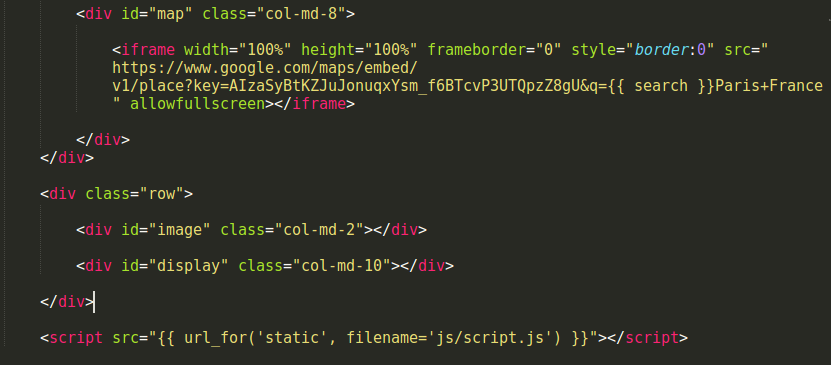 <div id="map" class="col-md-8">
<iframe width="100%" height="100%" frameborder="0" style="border:0" src="
https://www.google.com/maps/embed/
v1/place?key=AIzaSyBtKZJuJonuqxYsm_f6BTcvP3UTQpzZ8gU&q={{ search }}Paris+France
" allowfullscreen></iframe>
</div>
</div>
<div class="row">
<div id="image" class="col-md-2"></div>
<div id="display" class="col-md-10"></div>
</div>
<script src="{{ url_for('static', filename='js/script.js') }}"></script>